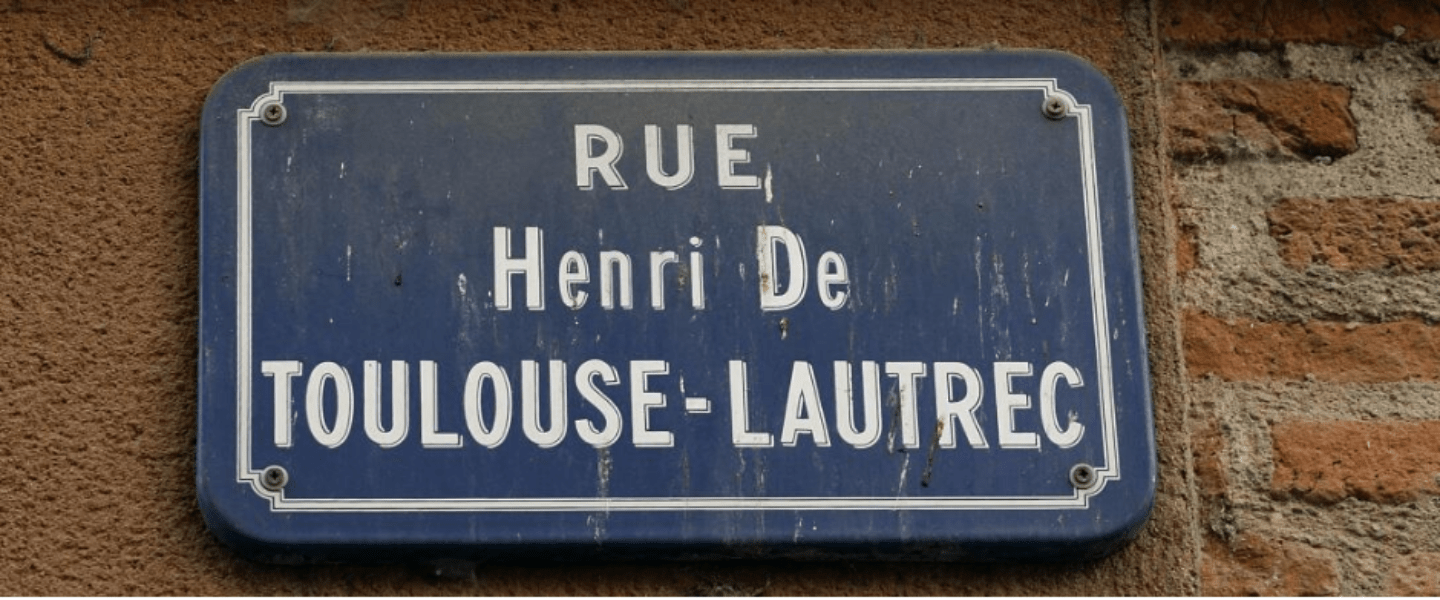 RUE
Henri De
TOULOUSE-LAUTREC